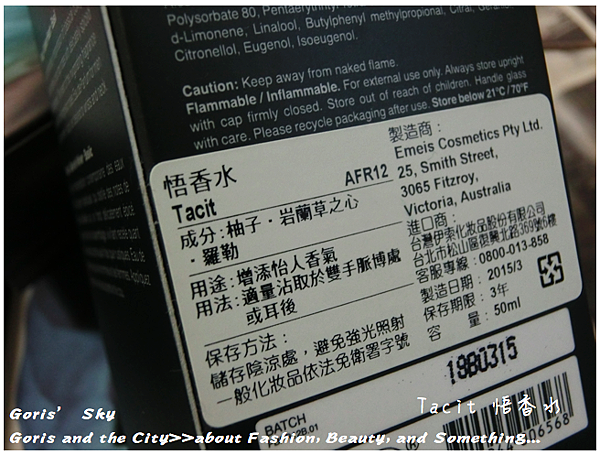 Polysorbate 80,
d-Limonene, Linalool, Butylphenyl methylpropional, Citral,
Citronellol, Eugenol, Isoeugenol.
Caution: Keep away from naked flame.
Flammable / Inflammable. For external use only. Always store upright
with cap firmly closed. Store out of reach of children. Handle glass
with care. Please recycle packaging after use. Store below 21°C / 70°F
悟香水
Tacit AFR12
成分:柚子・岩蘭草之心
・羅勒
用途:增添怡人香氣
用法:適量沾取於雙手脈搏處
或耳後
保存方法:
儲存陰涼處,避免強光照射
一般化妝品依法免衛署字號
製造商:
Emeis Cosmetics Pty Ltd.
25, Smith Street,
3065 Fitzroy,
Victoria, Australia
進口商:
台灣伊索化妝品股份有限公司
台北市松山區復興北路369號6樓
客服專線:0800-013-858
製造日期:2015/3
保存期限:3年
容 量:50ml
1880315
BATCH
06568
Tacit 悟香水
Goris' Sky
Goris and the City>>about Fashion, Beauty, and Something...